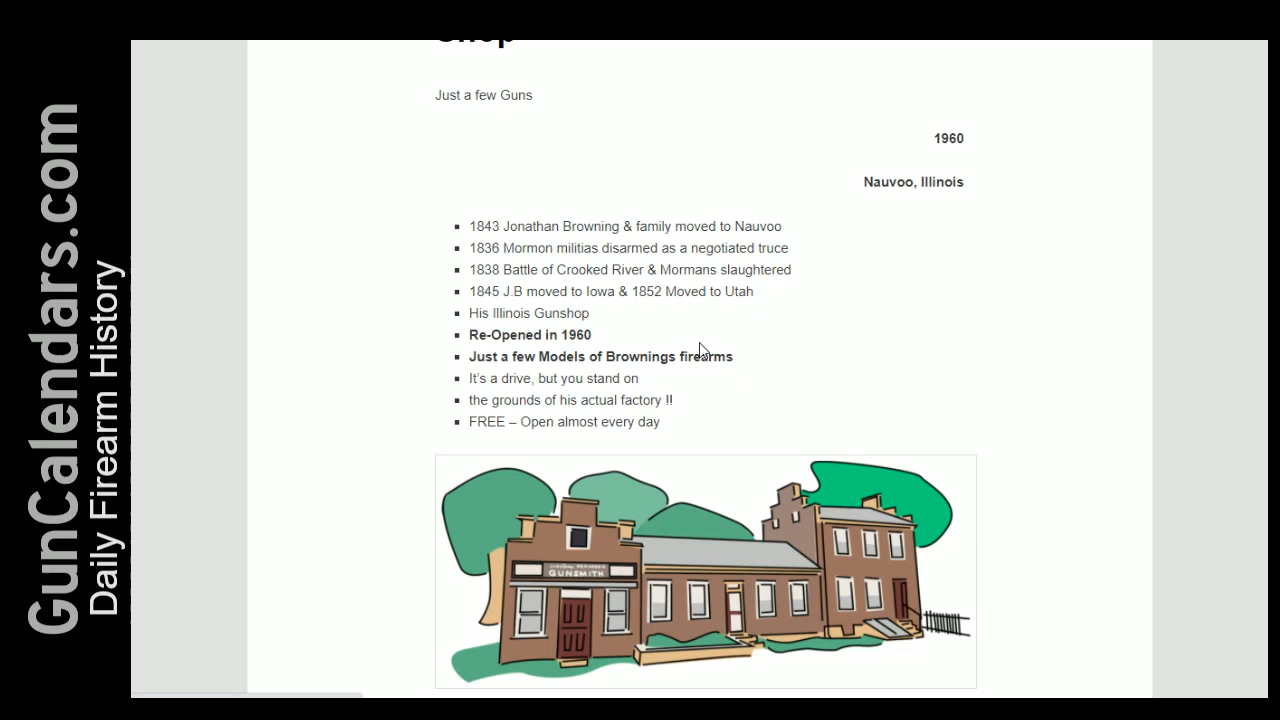 GunCalendars.com
Daily Firearm History
Shop
Just a few Guns
1960
Nauvoo, Illinois
1843 Jonathan Browning & family moved to Nauvoo
1836 Mormon militias disarmed as a negotiated truce
1838 Battle of Crooked River & Mormans slaughtered
1845 J.B moved to Iowa & 1852 Moved to Utah
His Illinois Gunshop
Re-Opened in 1960
Just a few Models of Brownings firearms
It's a drive, but you stand on
the grounds of his actual factory !!
FREE – Open almost every day
JONATHAN BROWNING
GUNSMITH